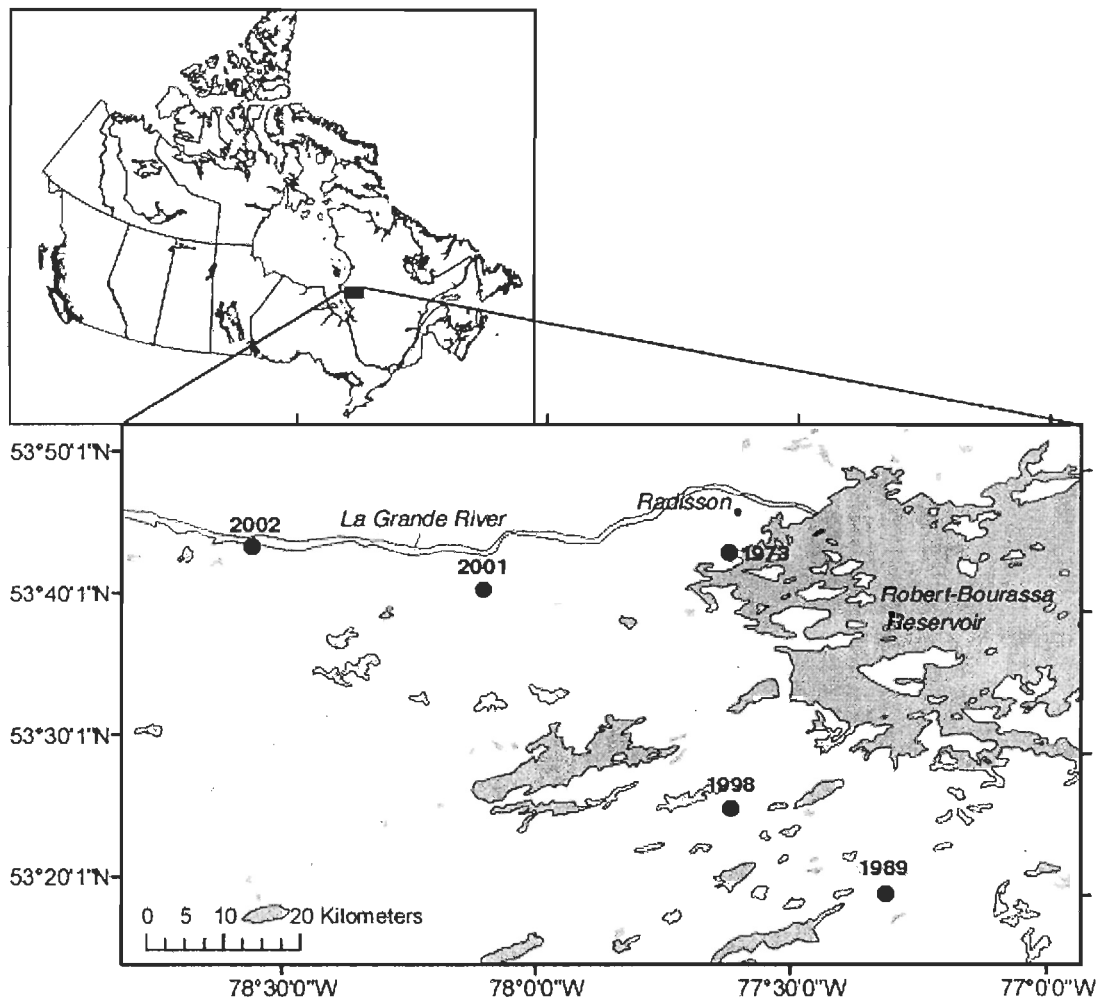 53°50'1"N
2002
La Grande River
Radisson
2001
1973
53°40'1"N
Robert-Bourassa
Reservoir
53°30'1"N
1998
53°20'1"N
1989
0 5 10 20 Kilometers
78°30'0"W
78°0'0"W
77°30'0"W
77°0'0"W